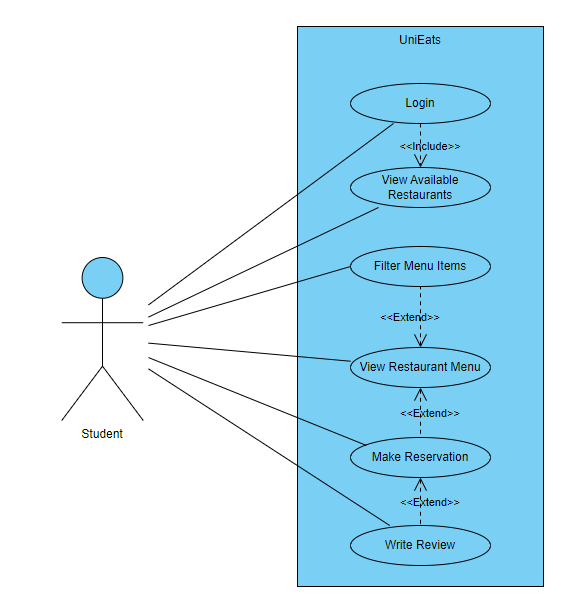 UniEats
Login
<<Include>>
View Available
Restaurants
Filter Menu Items
<<Extend>>
View Restaurant Menu
<<Extend>>
Make Reservation
<<Extend>>
Write Review
Student